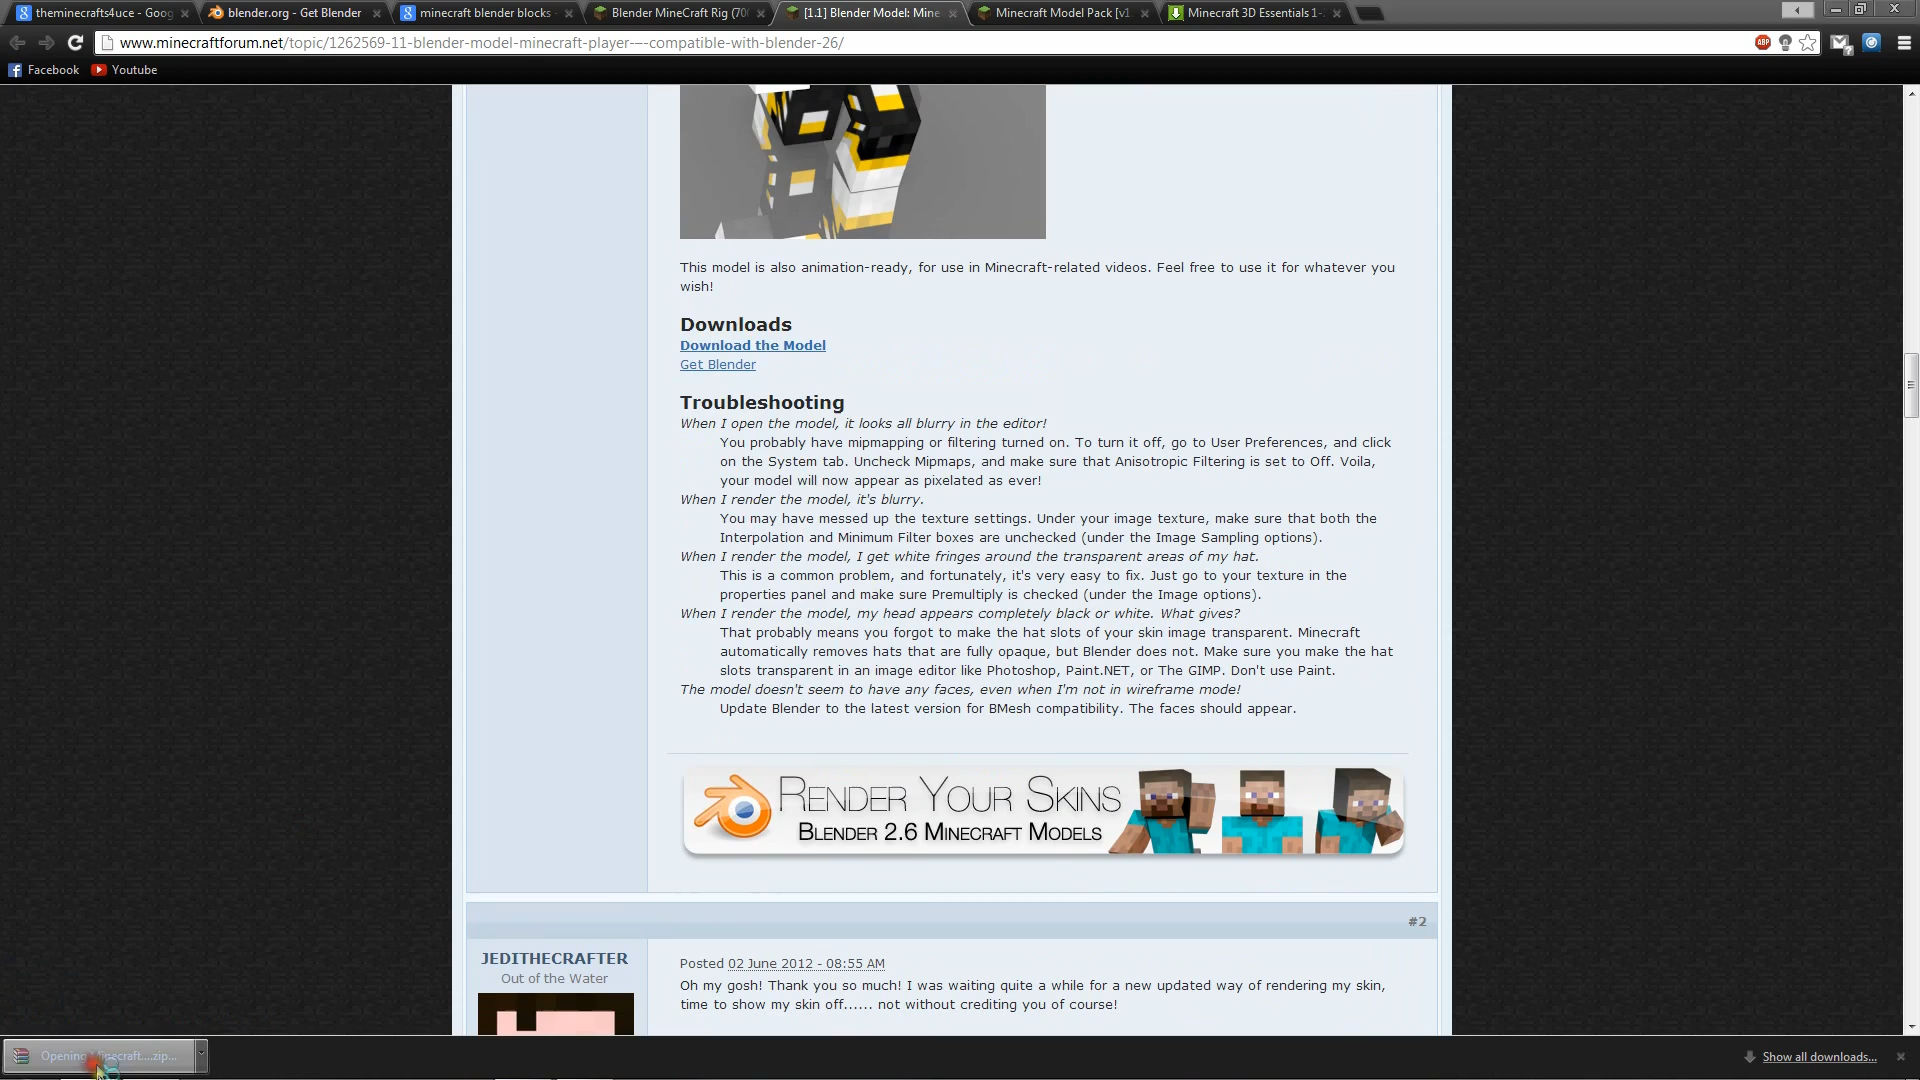 theminecrafts4uce - Goog
blender.org - Get Blender
minecraft blender blocks -
Blender MineCraft Rig (700
[1.1] Blender Model: Mine
Minecraft Model Pack [v1
Minecraft 3D Essentials 1-
www.minecraftforum.net/topic/1262569-11-blender-model-minecraft-player-–-compatible-with-blender-26/
ABP
Facebook
Youtube
This model is also animation-ready, for use in Minecraft-related videos. Feel free to use it for whatever you
wish!
Downloads
Download the Model
Get Blender
Troubleshooting
When I open the model, it looks all blurry in the editor!
You probably have mipmapping or filtering turned on. To turn it off, go to User Preferences, and click
on the System tab. Uncheck Mipmaps, and make sure that Anisotropic Filtering is set to Off. Voila,
your model will now appear as pixelated as ever!
When I render the model, it's blurry.
You may have messed up the texture settings. Under your image texture, make sure that both the
Interpolation and Minimum Filter boxes are unchecked (under the Image Sampling options).
When I render the model, I get white fringes around the transparent areas of my hat.
This is a common problem, and fortunately, it's very easy to fix. Just go to your texture in the
properties panel and make sure Premultiply is checked (under the Image options).
When I render the model, my head appears completely black or white. What gives?
That probably means you forgot to make the hat slots of your skin image transparent. Minecraft
automatically removes hats that are fully opaque, but Blender does not. Make sure you make the hat
slots transparent in an image editor like Photoshop, Paint.NET, or The GIMP. Don't use Paint.
The model doesn't seem to have any faces, even when I'm not in wireframe mode!
Update Blender to the latest version for BMesh compatibility. The faces should appear.
RENDER YOUR SKINS
BLENDER 2.6 MINECRAFT MODELS
#2
JEDITHECRAFTER
Out of the Water
Posted 02 June 2012 - 08:55 AM
Oh my gosh! Thank you so much! I was waiting quite a while for a new updated way of rendering my skin,
time to show my skin off...... not without crediting you of course!
Opening Minecraft....zip...
Show all downloads...